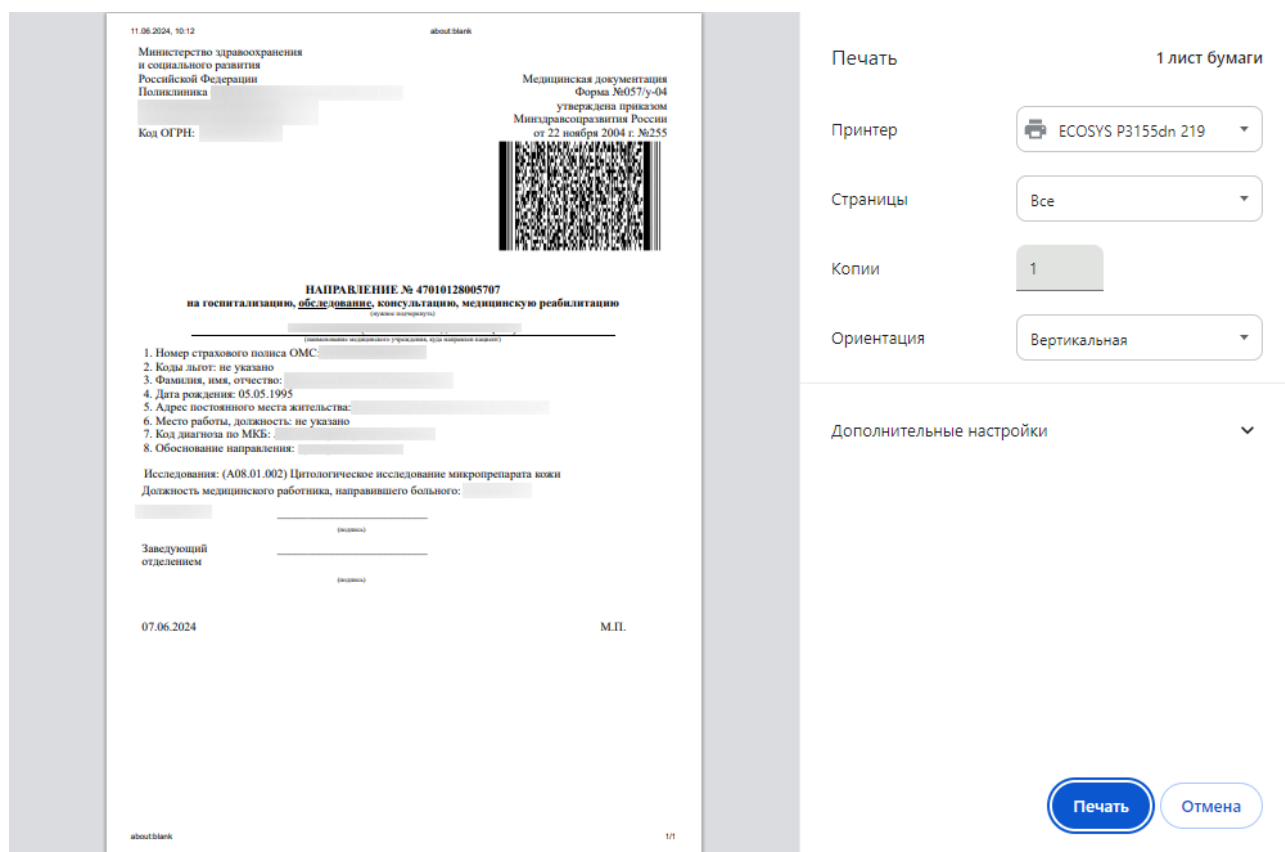 11.06.2024, 10:12
about:blank
Министерство здравоохранения
и социального развития
Российской Федерации
Поликлиника
Код ОГРН:
Медицинская документация
Форма №057/у-04
утверждена приказом
Минздравсоцразвития России
от 22 ноября 2004 г. №255
НАПРАВЛЕНИЕ № 47010128005707
на госпитализацию, обследование, консультацию, медицинскую реабилитацию
(нужное подчеркнуть)
(наименование медицинского учреждения, куда направлен пациент)
1. Номер страхового полиса ОМС:
2. Коды льгот: не указано
3. Фамилия, имя, отчество:
4. Дата рождения: 05.05.1995
5. Адрес постоянного места жительства:
6. Место работы, должность: не указано
7. Код диагноза по МКБ:
8. Обоснование направления:
Исследования: (A08.01.002) Цитологическое исследование микропрепарата кожи
Должность медицинского работника, направившего больного:
(подпись)
Заведующий
отделением
(подпись)
07.06.2024
М.П.
about:blank
1/1
Печать
1 лист бумаги
Принтер
ECOSYS P3155dn 219
Страницы
Все
Копии
1
Ориентация
Вертикальная
Дополнительные настройки
Печать
Отмена